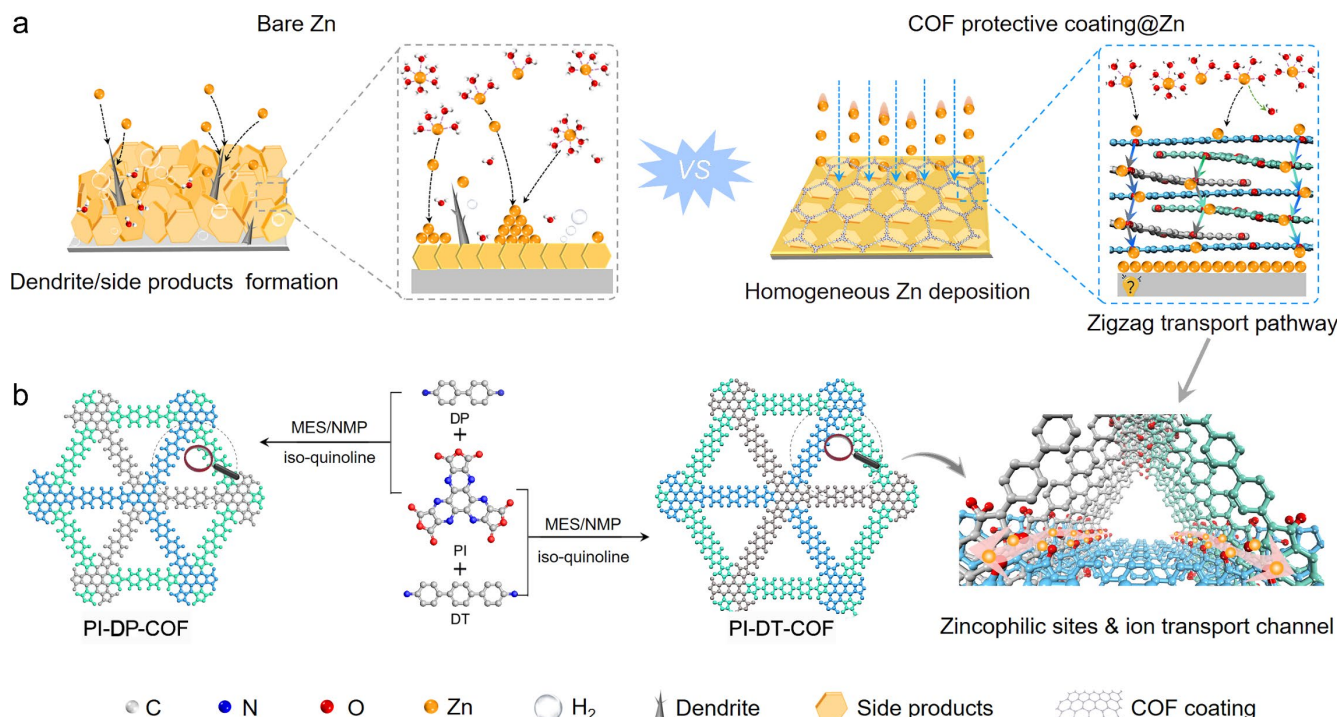 a
Bare Zn
COF protective coating@Zn
VS
Dendrite/side products formation
Homogeneous Zn deposition
?
Zigzag transport pathway
b
MES/NMP
iso-quinoline
DP
+
PI
+
DT
MES/NMP
iso-quinoline
PI-DP-COF
PI-DT-COF
Zincophilic sites & ion transport channel
C
N
O
Zn
H₂
Dendrite
Side products
COF coating